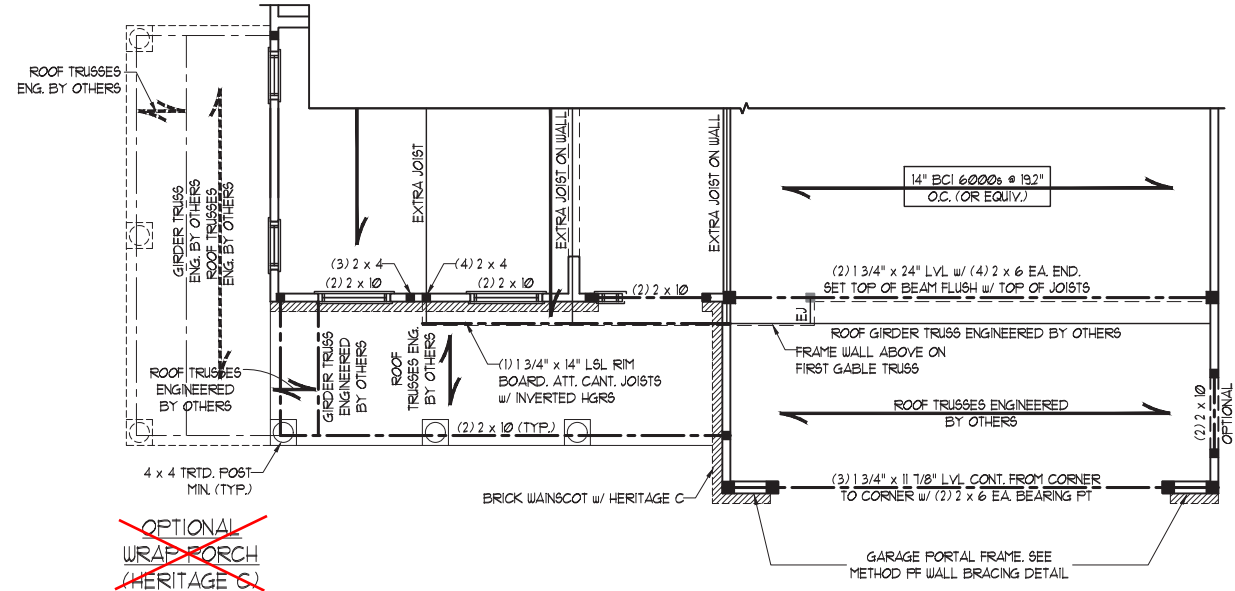 ROOF TRUSSES
ENG. BY OTHERS
GIRDER TRUSS
ENG. BY OTHERS
ROOF TRUSSES
ENG. BY OTHERS
EXTRA JOIST
EXTRA JOIST ON WALL
EXTRA JOIST ON WALL
14" BCI 6000s @ 19.2"
O.C. (OR EQUIV.)
(3) 2 x 4
(4) 2 x 4
(2) 2 x 10
(2) 2 x 10
(2) 2 x 10
(2) 1 3/4" x 24" LVL w/ (4) 2 x 6 EA. END.
SET TOP OF BEAM FLUSH w/ TOP OF JOISTS
EJ
ROOF GIRDER TRUSS ENGINEERED BY OTHERS
FRAME WALL ABOVE ON
FIRST GABLE TRUSS
ROOF TRUSSES
ENGINEERED
BY OTHERS
GIRDER TRUSS
ENGINEERED
BY OTHERS
ROOF
TRUSSES ENG.
BY OTHERS
(1) 1 3/4" x 14" LSL RIM
BOARD. ATT. CANT. JOISTS
w/ INVERTED HGRS
ROOF TRUSSES ENGINEERED
BY OTHERS
(2) 2 x 10
OPTIONAL
(2) 2 x 10 (TYP.)
4 x 4 TRTD. POST
MIN. (TYP.)
BRICK WAINSCOT w/ HERITAGE C
(3) 1 3/4" x 11 7/8" LVL CONT. FROM CORNER
TO CORNER w/ (2) 2 x 6 EA. BEARING PT
OPTIONAL
WRAP PORCH
(HERITAGE C)
GARAGE PORTAL FRAME. SEE
METHOD PF WALL BRACING DETAIL